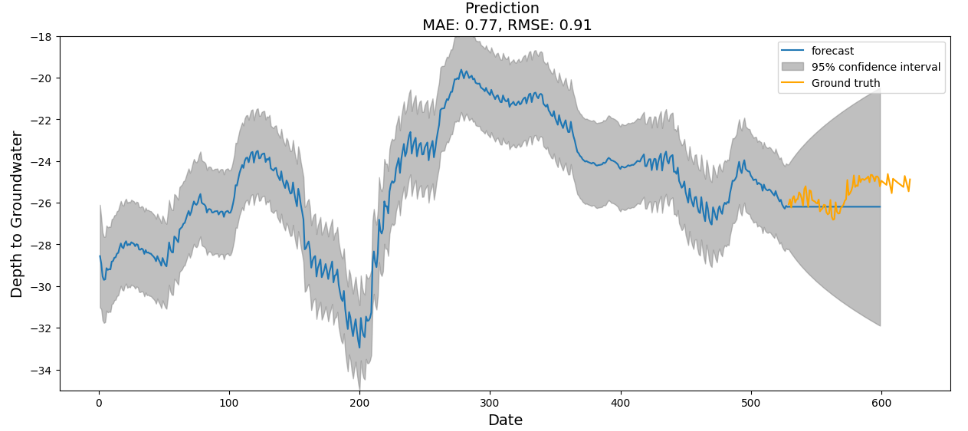 Prediction
MAE: 0.77, RMSE: 0.91
forecast
95% confidence interval
Ground truth
Depth to Groundwater
−18
−20
−22
−24
−26
−28
−30
−32
−34
0 100 200 300 400 500 600
Date